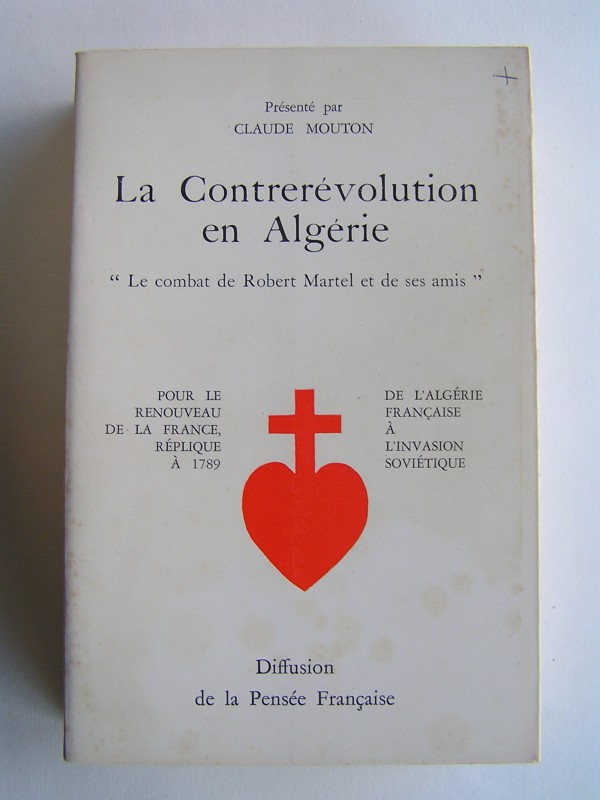 Présenté par
CLAUDE MOUTON
La Contrerévolution
en Algérie
“ Le combat de Robert Martel et de ses amis ”
POUR LE
RENOUVEAU
DE LA FRANCE,
RÉPLIQUE
À 1789
DE L'ALGÉRIE
FRANÇAISE
À
L'INVASION
SOVIÉTIQUE
Diffusion
de la Pensée Française